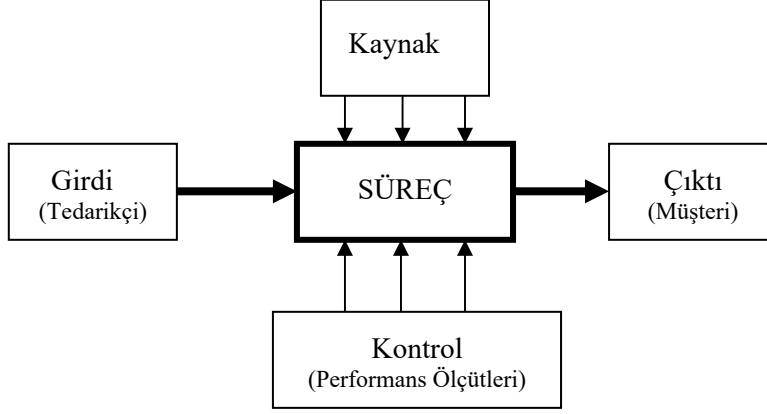 Kaynak
Girdi
(Tedarikçi)
SÜREÇ
Çıktı
(Müşteri)
Kontrol
(Performans Ölçütleri)